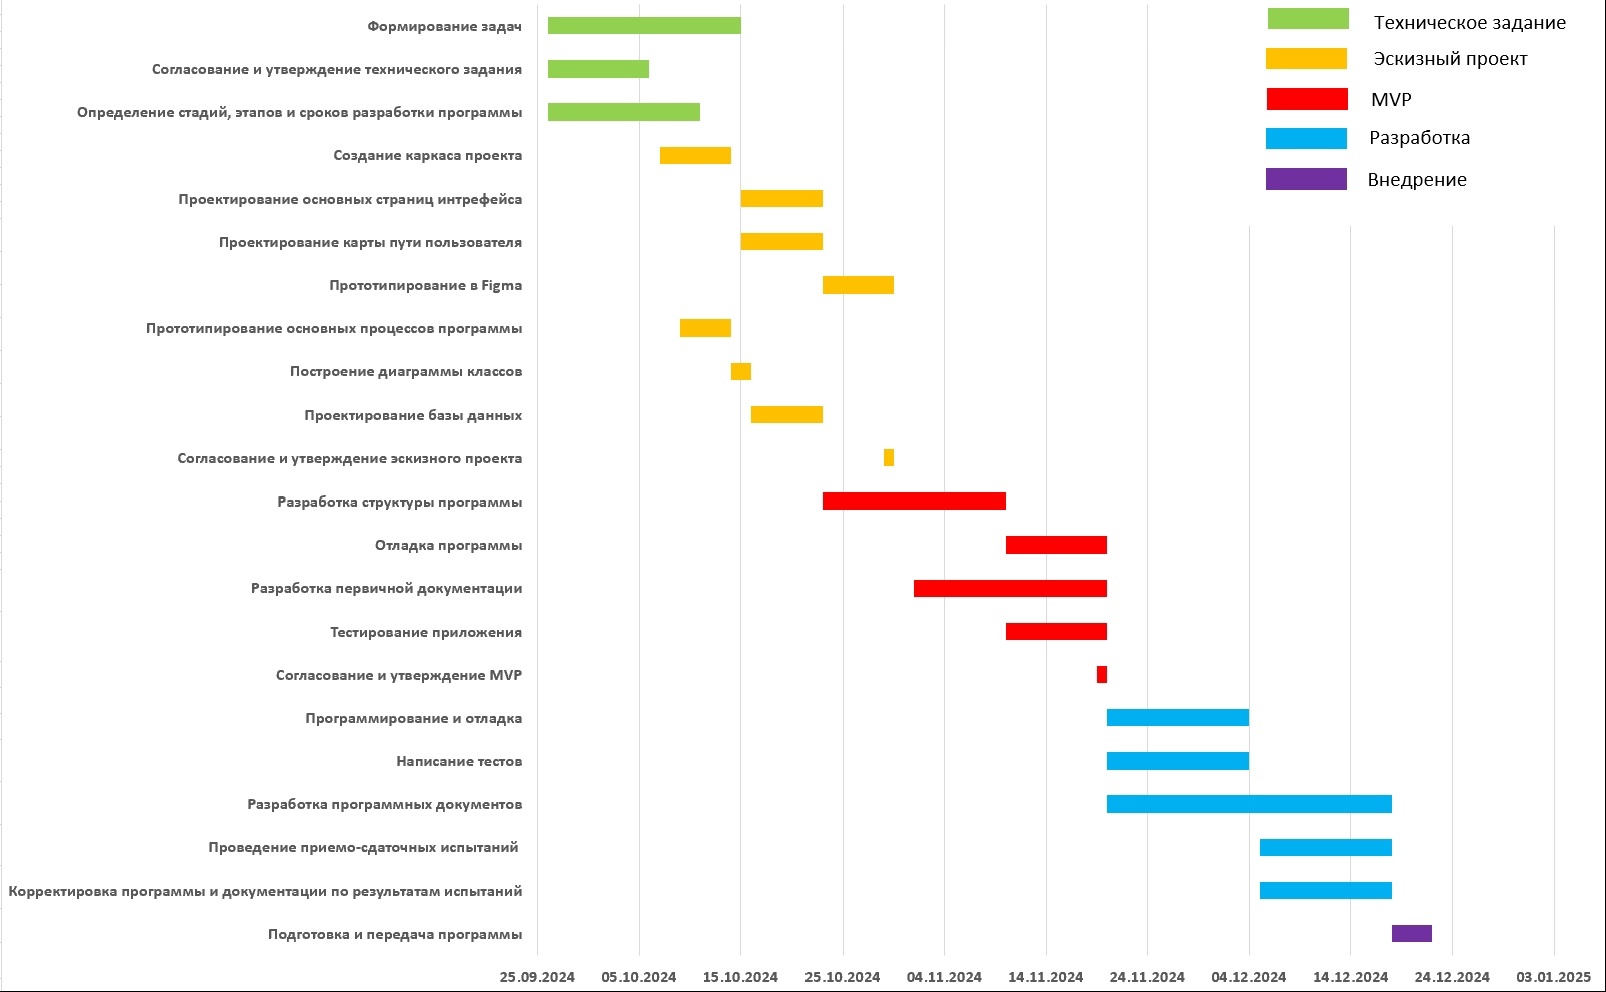 Формирование задач
Согласование и утверждение технического задания
Определение стадий, этапов и сроков разработки программы
Создание каркаса проекта
Проектирование основных страниц интрефейса
Проектирование карты пути пользователя
Прототипирование в Figma
Прототипирование основных процессов программы
Построение диаграммы классов
Проектирование базы данных
Согласование и утверждение эскизного проекта
Разработка структуры программы
Отладка программы
Разработка первичной документации
Тестирование приложения
Согласование и утверждение MVP
Программирование и отладка
Написание тестов
Разработка программных документов
Проведение приемо-сдаточных испытаний
Корректировка программы и документации по результатам испытаний
Подготовка и передача программы
25.09.2024 05.10.2024 15.10.2024 25.10.2024 04.11.2024 14.11.2024 24.11.2024 04.12.2024 14.12.2024 24.12.2024 03.01.2025
Техническое задание
Эскизный проект
MVP
Разработка
Внедрение